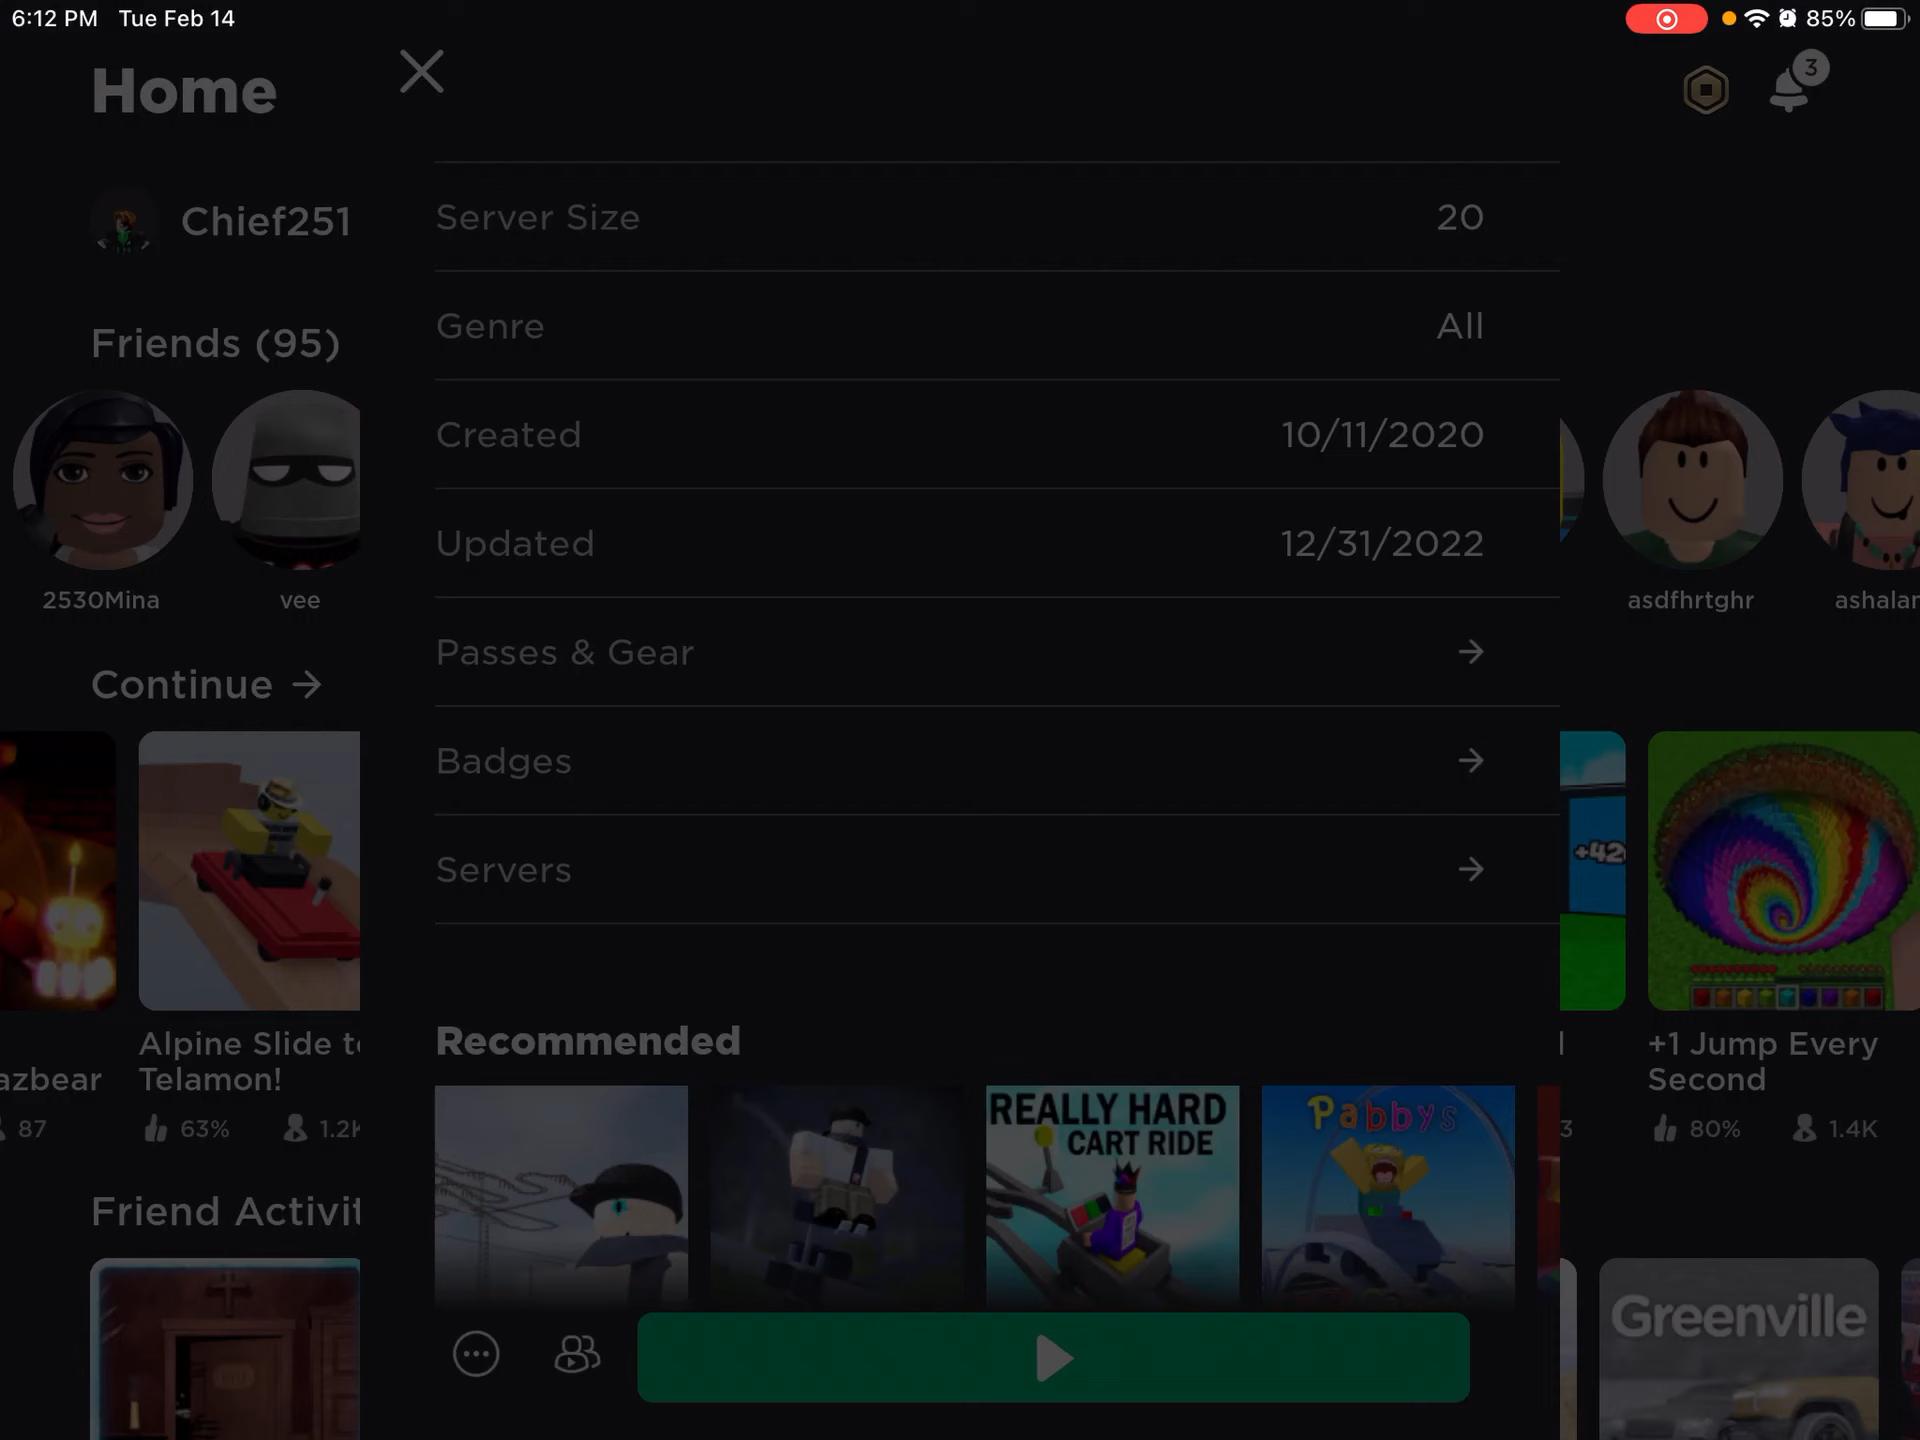 6:12 PM Tue Feb 14
85%
Home
3
Chief251
Friends (95)
2530Mina
vee
Continue →
azbear
87
Alpine Slide t
Telamon!
63%
1.2K
Friend Activit
Server Size 20
Genre All
Created 10/11/2020
Updated 12/31/2022
Passes & Gear →
Badges →
Servers →
Recommended
REALLY HARD
CART RIDE
Pabbys
asdfhrtghr
ashalar
+42
+1 Jump Every
Second
3
80%
1.4K
Greenville